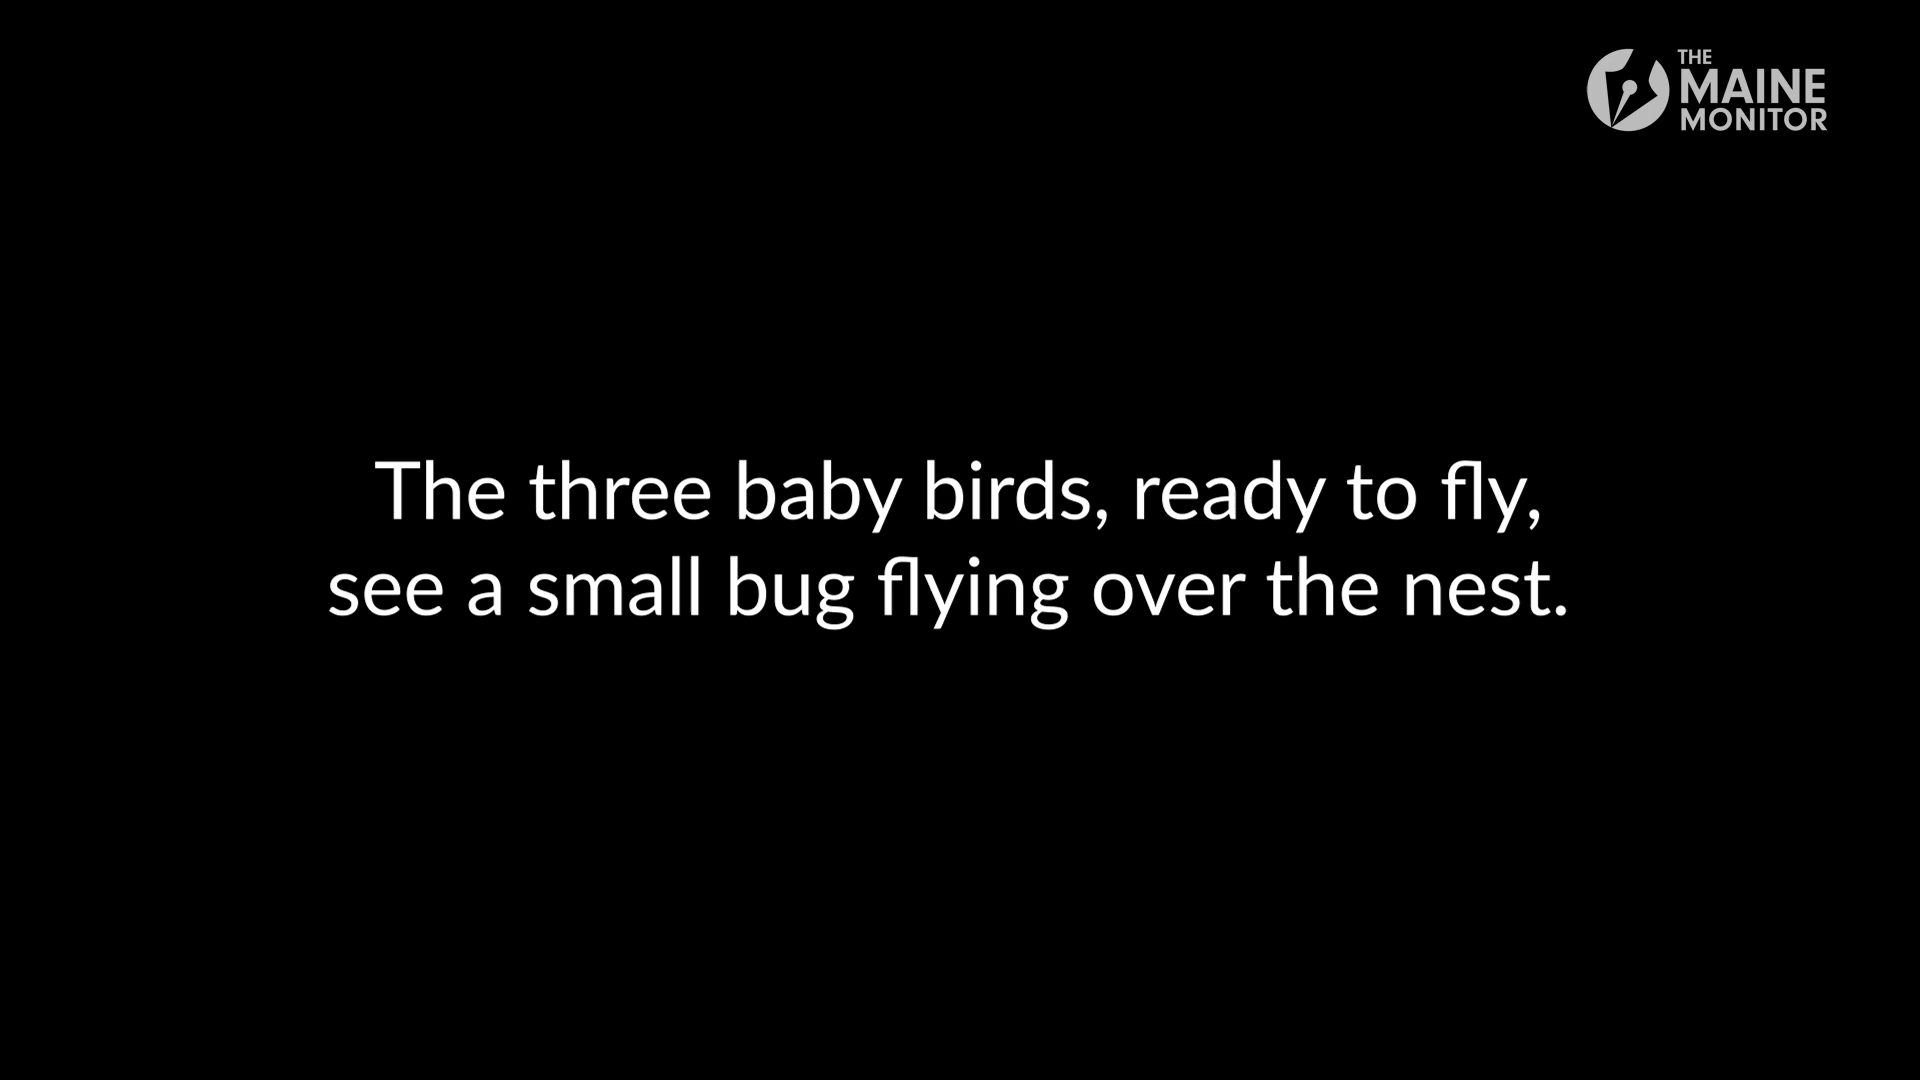 THE
MAINE
MONITOR
The three baby birds, ready to fly,
see a small bug flying over the nest.